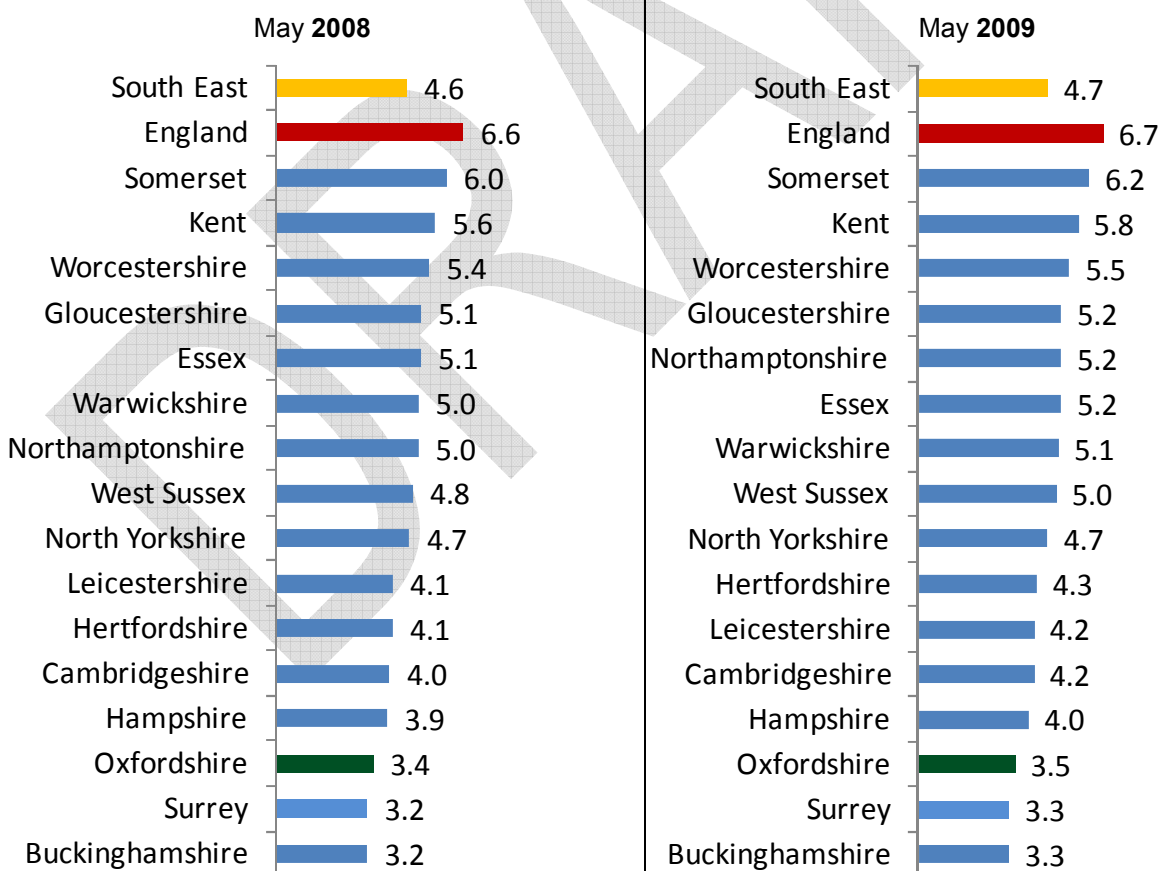 May 2008
South East 4.6
England 6.6
Somerset 6.0
Kent 5.6
Worcestershire 5.4
Gloucestershire 5.1
Essex 5.1
Warwickshire 5.0
Northamptonshire 5.0
West Sussex 4.8
North Yorkshire 4.7
Leicestershire 4.1
Hertfordshire 4.1
Cambridgeshire 4.0
Hampshire 3.9
Oxfordshire 3.4
Surrey 3.2
Buckinghamshire 3.2
May 2009
South East 4.7
England 6.7
Somerset 6.2
Kent 5.8
Worcestershire 5.5
Gloucestershire 5.2
Northamptonshire 5.2
Essex 5.2
Warwickshire 5.1
West Sussex 5.0
North Yorkshire 4.7
Hertfordshire 4.3
Leicestershire 4.2
Cambridgeshire 4.2
Hampshire 4.0
Oxfordshire 3.5
Surrey 3.3
Buckinghamshire 3.3